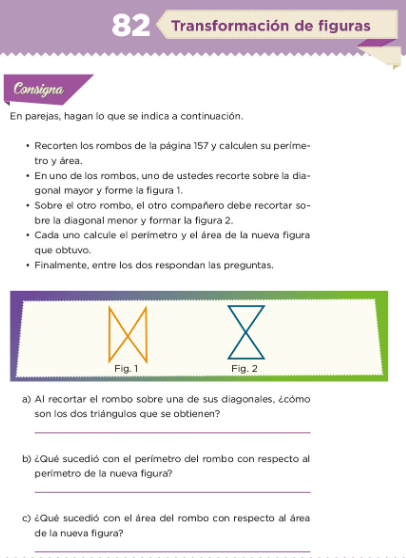 82 Transformación de figuras
Consigna
En parejas, hagan lo que se indica a continuación.
• Recorten los rombos de la página 157 y calculen su períme-
tro y área.
• En uno de los rombos, uno de ustedes recorte sobre la dia-
gonal mayor y forme la figura 1.
• Sobre el otro rombo, el otro compañero debe recortar so-
bre la diagonal menor y formar la figura 2.
• Cada uno calcule el perímetro y el área de la nueva figura
que obtuvo.
• Finalmente, entre los dos respondan las preguntas.
Fig. 1
Fig. 2
a) Al recortar el rombo sobre una de sus diagonales, ¿cómo
son los dos triángulos que se obtienen?
b) ¿Qué sucedió con el perímetro del rombo con respecto al
perímetro de la nueva figura?
c) ¿Qué sucedió con el área del rombo con respecto al área
de la nueva figura?